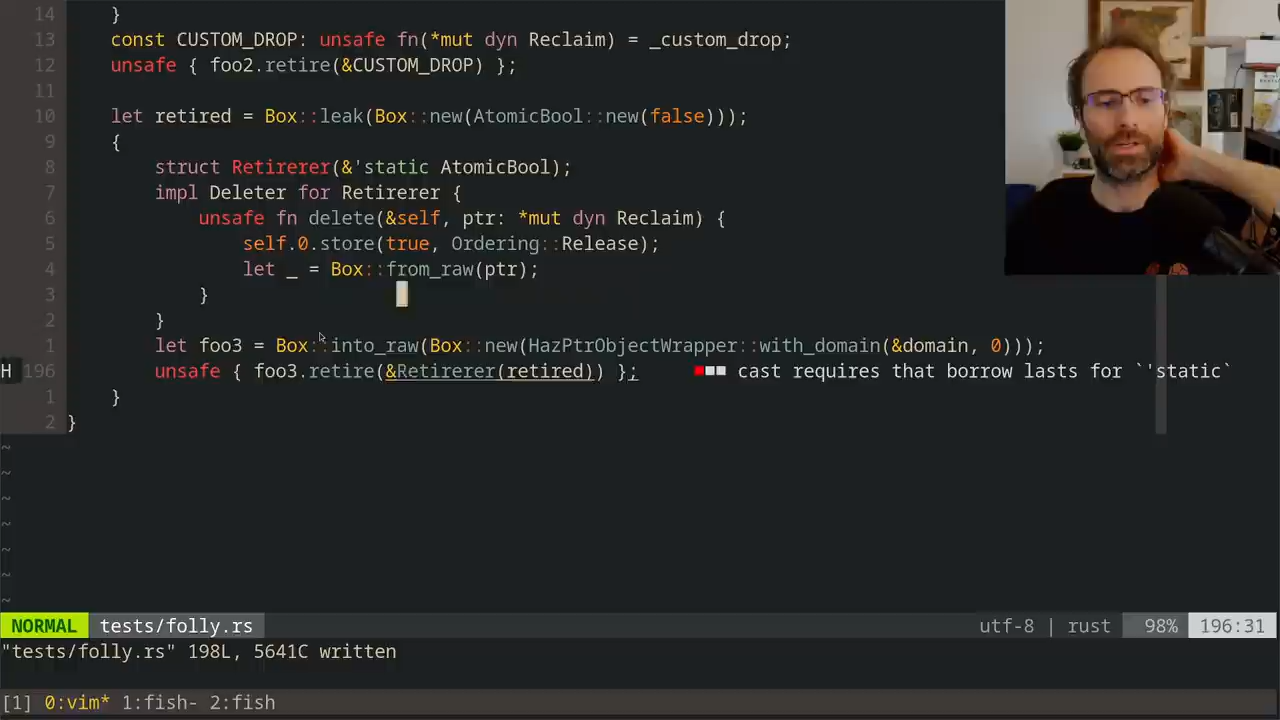 14     }
13     const CUSTOM_DROP: unsafe fn(*mut dyn Reclaim) = _custom_drop;
12     unsafe { foo2.retire(&CUSTOM_DROP) };
11
10     let retired = Box::leak(Box::new(AtomicBool::new(false)));
9     {
8         struct Retirerer(&'static AtomicBool);
7         impl Deleter for Retirerer {
6             unsafe fn delete(&self, ptr: *mut dyn Reclaim) {
5                 self.0.store(true, Ordering::Release);
4                 let _ = Box::from_raw(ptr);
3             }
2         }
1         let foo3 = Box::into_raw(Box::new(HazPtrObjectWrapper::with_domain(&domain, 0)));
H 196         unsafe { foo3.retire(&Retirerer(retired)) };     ■■■ cast requires that borrow lasts for `'static`
1     }
2 }
~
~
~
~
~
~
~
NORMAL tests/folly.rs utf-8 | rust 98% 196:31
"tests/folly.rs" 198L, 5641C written
[1] 0:vim* 1:fish- 2:fish